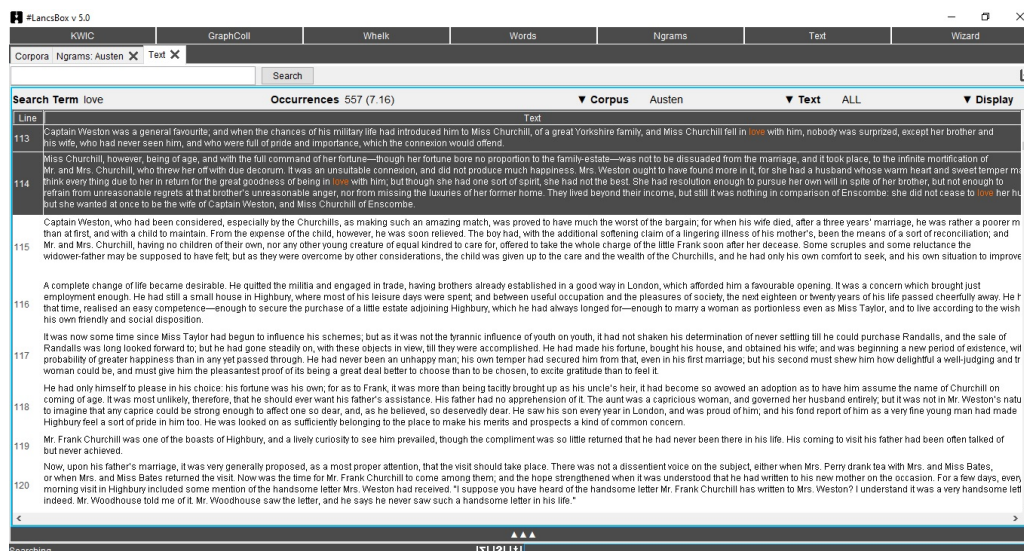 #LancsBox v 5.0
KWIC GraphColl Whelk Words Ngrams Text Wizard
Corpora Ngrams: Austen Text
Search
Search Term love Occurrences 557 (7.16) ▼ Corpus Austen ▼ Text ALL ▼ Display
Line Text
113 Captain Weston was a general favourite; and when the chances of his military life had introduced him to Miss Churchill, of a great Yorkshire family, and Miss Churchill fell in love with him, nobody was surprized, except her brother and
his wife, who had never seen him, and who were full of pride and importance, which the connexion would offend.
Miss Churchill, however, being of age, and with the full command of her fortune—though her fortune bore no proportion to the family-estate—was not to be dissuaded from the marriage, and it took place, to the infinite mortification of
Mr. and Mrs. Churchill, who threw her off with due decorum. It was an unsuitable connexion, and did not produce much happiness. Mrs. Weston ought to have found more in it, for she had a husband whose warm heart and sweet temper ma
114 think every thing due to her in return for the great goodness of being in love with him; but though she had one sort of spirit, she had not the best. She had resolution enough to pursue her own will in spite of her brother, but not enough to
refrain from unreasonable regrets at that brother's unreasonable anger, nor from missing the luxuries of her former home. They lived beyond their income, but still it was nothing in comparison of Enscombe: she did not cease to love her hu
but she wanted at once to be the wife of Captain Weston, and Miss Churchill of Enscombe.
Captain Weston, who had been considered, especially by the Churchills, as making such an amazing match, was proved to have much the worst of the bargain; for when his wife died, after a three years' marriage, he was rather a poorer m
than at first, and with a child to maintain. From the expense of the child, however, he was soon relieved. The boy had, with the additional softening claim of a lingering illness of his mother's, been the means of a sort of reconciliation; and
115 Mr. and Mrs. Churchill, having no children of their own, nor any other young creature of equal kindred to care for, offered to take the whole charge of the little Frank soon after her decease. Some scruples and some reluctance the
widower-father may be supposed to have felt; but as they were overcome by other considerations, the child was given up to the care and the wealth of the Churchills, and he had only his own comfort to seek, and his own situation to improve
A complete change of life became desirable. He quitted the militia and engaged in trade, having brothers already established in a good way in London, which afforded him a favourable opening. It was a concern which brought just
116 employment enough. He had still a small house in Highbury, where most of his leisure days were spent; and between useful occupation and the pleasures of society, the next eighteen or twenty years of his life passed cheerfully away. He h
that time, realised an easy competence—enough to secure the purchase of a little estate adjoining Highbury, which he had always longed for—enough to marry a woman as portionless even as Miss Taylor, and to live according to the wish
his own friendly and social disposition.
It was now some time since Miss Taylor had begun to influence his schemes; but as it was not the tyrannic influence of youth on youth, it had not shaken his determination of never settling till he could purchase Randalls, and the sale of
117 Randalls was long looked forward to; but he had gone steadily on, with these objects in view, till they were accomplished. He had made his fortune, bought his house, and obtained his wife; and was beginning a new period of existence, wit
probability of greater happiness than in any yet passed through. He had never been an unhappy man; his own temper had secured him from that, even in his first marriage; but his second must shew him how delightful a well-judging and tr
woman could be, and must give him the pleasantest proof of its being a great deal better to choose than to be chosen, to excite gratitude than to feel it.
He had only himself to please in his choice: his fortune was his own; for as to Frank, it was more than being tacitly brought up as his uncle's heir, it had become so avowed an adoption as to have him assume the name of Churchill on
118 coming of age. It was most unlikely, therefore, that he should ever want his father's assistance. His father had no apprehension of it. The aunt was a capricious woman, and governed her husband entirely; but it was not in Mr. Weston's natu
to imagine that any caprice could be strong enough to affect one so dear, and, as he believed, so deservedly dear. He saw his son every year in London, and was proud of him; and his fond report of him as a very fine young man had made
Highbury feel a sort of pride in him too. He was looked on as sufficiently belonging to the place to make his merits and prospects a kind of common concern.
119 Mr. Frank Churchill was one of the boasts of Highbury, and a lively curiosity to see him prevailed, though the compliment was so little returned that he had never been there in his life. His coming to visit his father had been often talked of
but never achieved.
Now, upon his father's marriage, it was very generally proposed, as a most proper attention, that the visit should take place. There was not a dissentient voice on the subject, either when Mrs. Perry drank tea with Mrs. and Miss Bates,
120 or when Mrs. and Miss Bates returned the visit. Now was the time for Mr. Frank Churchill to come among them; and the hope strengthened when it was understood that he had written to his new mother on the occasion. For a few days, every
morning visit in Highbury included some mention of the handsome letter Mrs. Weston had received. "I suppose you have heard of the handsome letter Mr. Frank Churchill has written to Mrs. Weston? I understand it was a very handsome lett
indeed. Mr. Woodhouse told me of it. Mr. Woodhouse saw the letter, and he says he never saw such a handsome letter in his life."
Searching